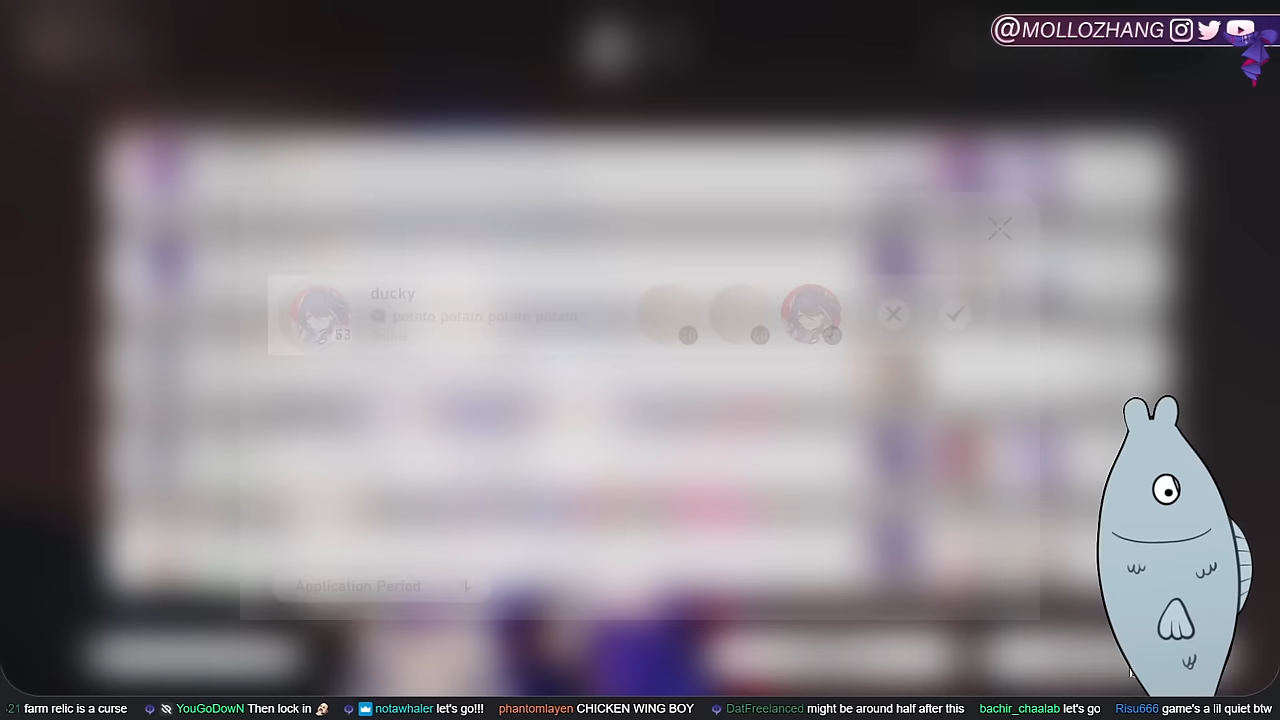 @MOLLOZHANG
ducky
potato potato potato potato
53
Application Period
21 farm relic is a curse YouGoDowN Then lock in notawhaler let's go!!! phantomlayen CHICKEN WING BOY DatFreelanced might be around half after this bachir_chaalab let's go Risu666 game's a lil quiet btw